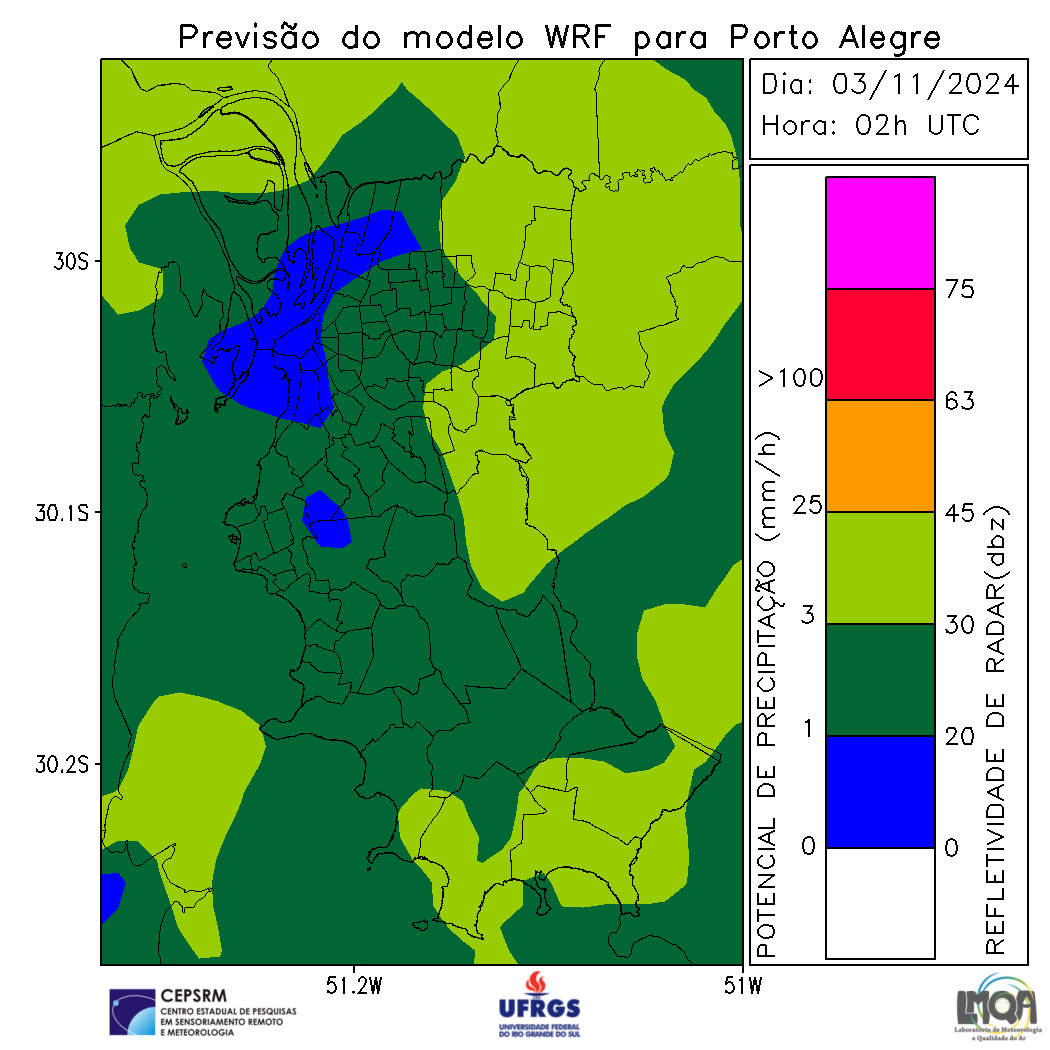 Previsão do modelo WRF para Porto Alegre
Dia: 03/11/2024
Hora: 02h UTC
30S
30.1S
30.2S
51.2W
51W
POTENCIAL DE PRECIPITAÇÃO (mm/h)
>100
25
3
1
0
75
63
45
30
20
0
REFLETIVIDADE DE RADAR(dbz)
CEPSRM
CENTRO ESTADUAL DE PESQUISAS
EM SENSORIAMENTO REMOTO
E METEOROLOGIA
UFRGS
UNIVERSIDADE FEDERAL
DO RIO GRANDE DO SUL
LMQA
Laboratório de Meteorologia
e Qualidade do Ar